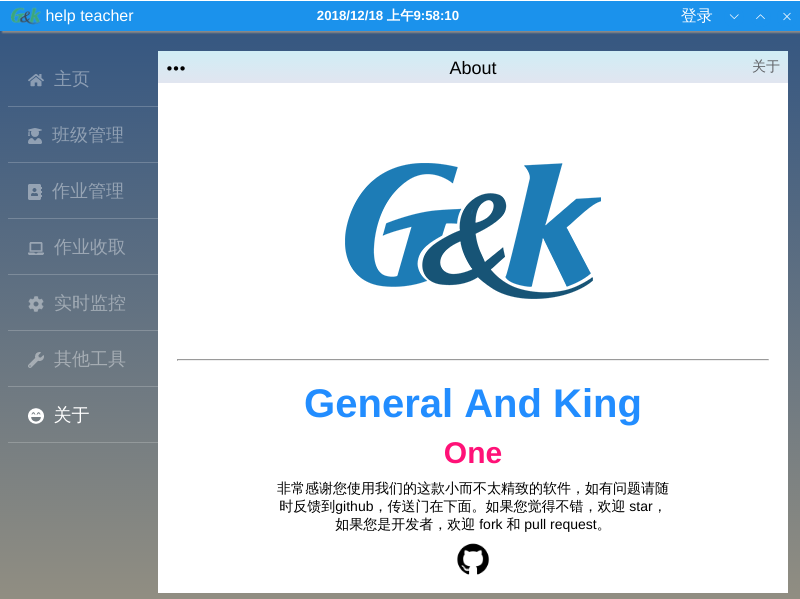 G&k help teacher
2018/12/18 上午9:58:10
登录
主页
班级管理
作业管理
作业收取
实时监控
其他工具
关于
•••
About
关于
G&k
General And King
One
非常感谢您使用我们的这款小而不太精致的软件，如有问题请随
时反馈到github，传送门在下面。如果您觉得不错，欢迎 star，
如果您是开发者，欢迎 fork 和 pull request。